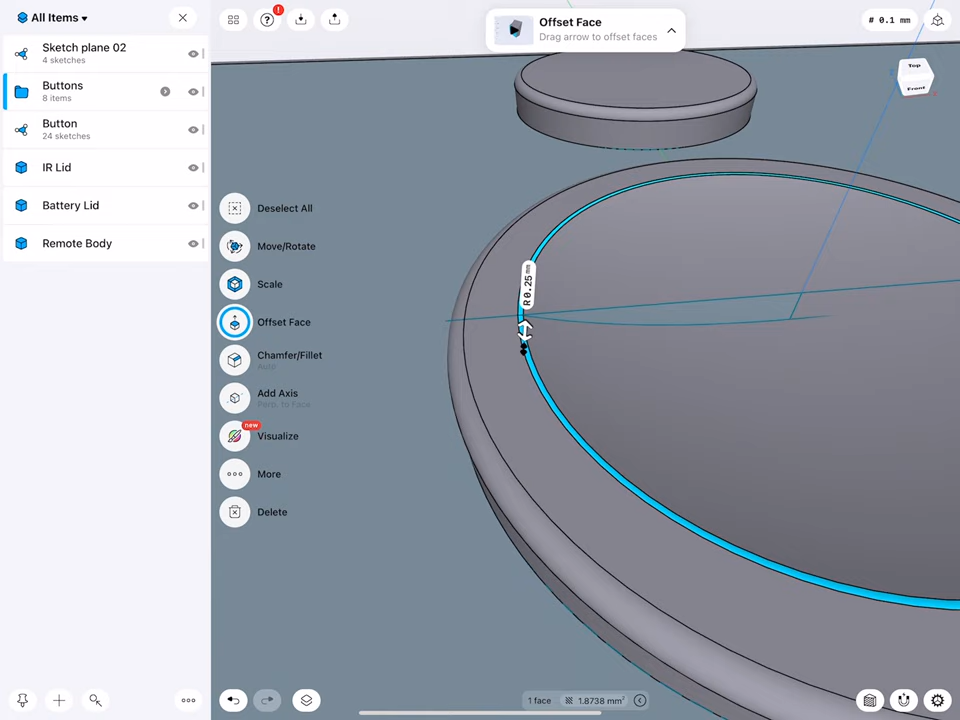 All Items
Sketch plane 02
4 sketches
Buttons
8 items
Button
24 sketches
IR Lid
Battery Lid
Remote Body
?
!
Offset Face
Drag arrow to offset faces
# 0.1 mm
Top
Front
Deselect All
Move/Rotate
Scale
Offset Face
Chamfer/Fillet
Auto
Add Axis
Perp. to Face
new
Visualize
More
Delete
R 0.25 mm
1 face
1.8738 mm²